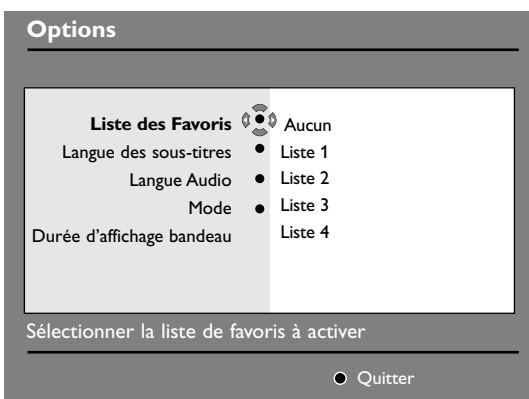 Options
Liste des Favoris
Langue des sous-titres
Langue Audio
Mode
Durée d’affichage bandeau
Aucun
Liste 1
Liste 2
Liste 3
Liste 4
Sélectionner la liste de favoris à activer
Quitter